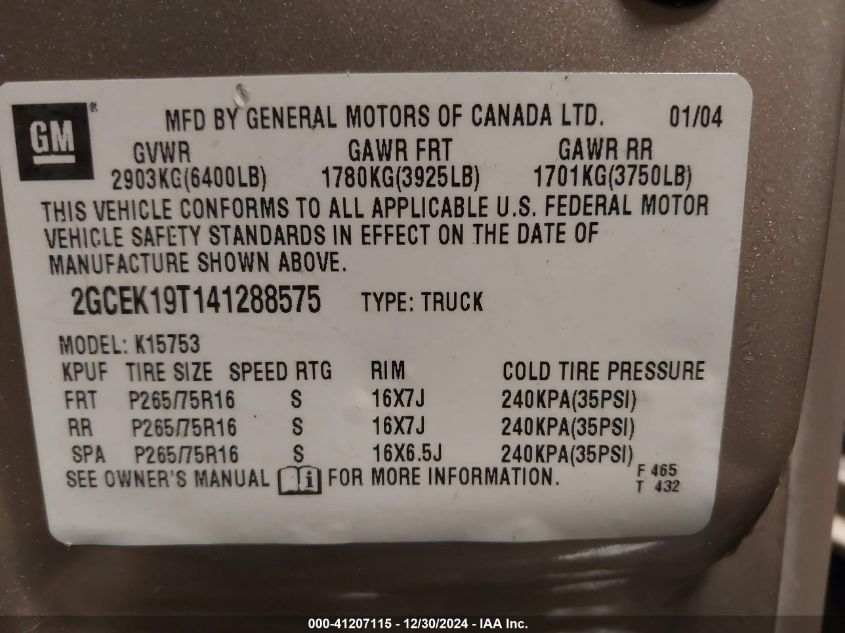 GM®
MFD BY GENERAL MOTORS OF CANADA LTD. 01/04
GVWR GAWR FRT GAWR RR
2903KG(6400LB) 1780KG(3925LB) 1701KG(3750LB)
THIS VEHICLE CONFORMS TO ALL APPLICABLE U.S. FEDERAL MOTOR
VEHICLE SAFETY STANDARDS IN EFFECT ON THE DATE OF
MANUFACTURE SHOWN ABOVE.
2GCEK19T141288575 TYPE: TRUCK
MODEL: K15753
KPUF TIRE SIZE SPEED RTG RIM COLD TIRE PRESSURE
FRT P265/75R16 S 16X7J 240KPA(35PSI)
RR P265/75R16 S 16X7J 240KPA(35PSI)
SPA P265/75R16 S 16X6.5J 240KPA(35PSI)
SEE OWNER'S MANUAL i FOR MORE INFORMATION. F 465
T 432
000-41207115 - 12/30/2024 - IAA Inc.